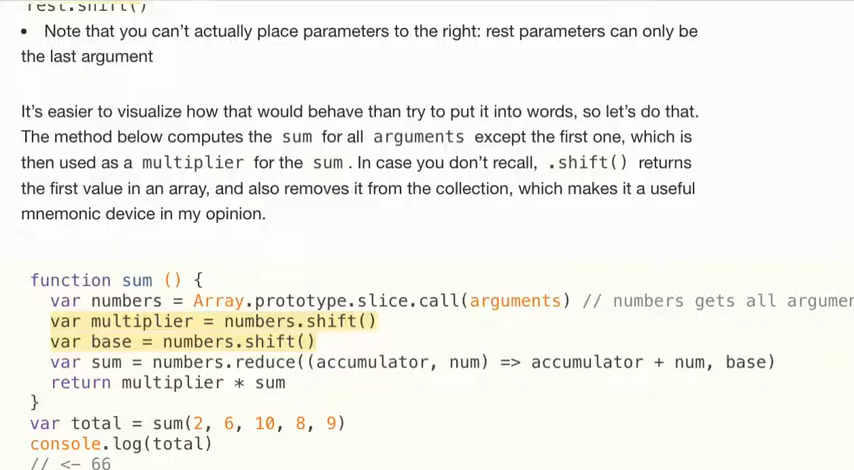 rest.shift()
• Note that you can’t actually place parameters to the right: rest parameters can only be
the last argument
It’s easier to visualize how that would behave than try to put it into words, so let’s do that.
The method below computes the sum for all arguments except the first one, which is
then used as a multiplier for the sum. In case you don’t recall, .shift() returns
the first value in an array, and also removes it from the collection, which makes it a useful
mnemonic device in my opinion.
function sum () {
var numbers = Array.prototype.slice.call(arguments) // numbers gets all
var multiplier = numbers.shift()
var base = numbers.shift()
var sum = numbers.reduce((accumulator, num) => accumulator + num, base)
return multiplier * sum
}
var total = sum(2, 6, 10, 8, 9)
console.log(total)
// <- 66